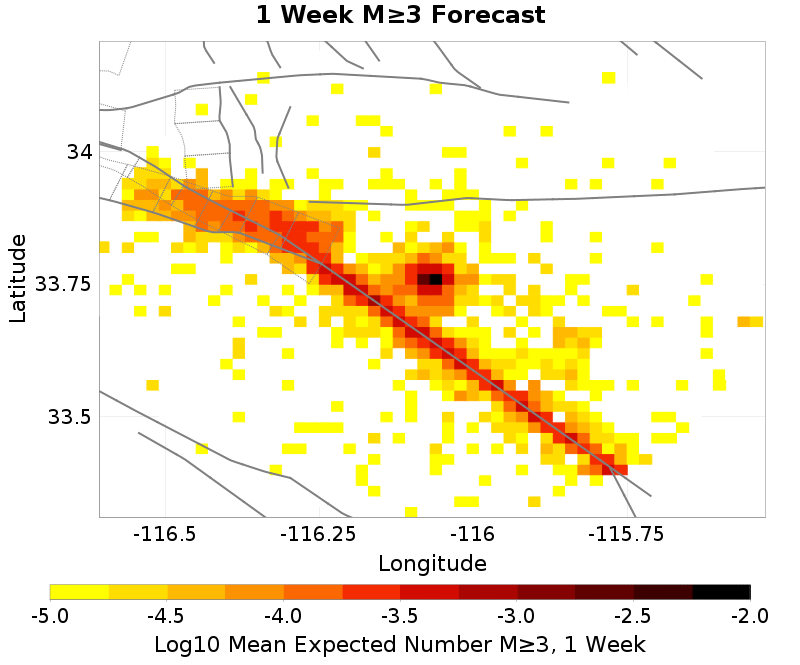 1 Week M≥3 Forecast
Latitude
34
33.75
33.5
-116.5 -116.25 -116 -115.75
Longitude
-5.0 -4.5 -4.0 -3.5 -3.0 -2.5 -2.0
Log10 Mean Expected Number M≥3, 1 Week